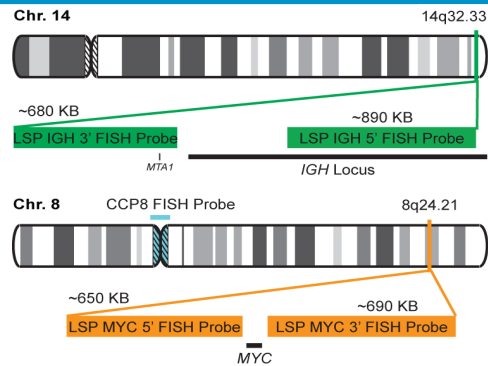 Chr. 14
14q32.33
~680 KB
~890 KB
LSP IGH 3' FISH Probe
LSP IGH 5' FISH Probe
MTA1
IGH Locus
Chr. 8
CCP8 FISH Probe
8q24.21
~650 KB
~690 KB
LSP MYC 5' FISH Probe
LSP MYC 3' FISH Probe
MYC